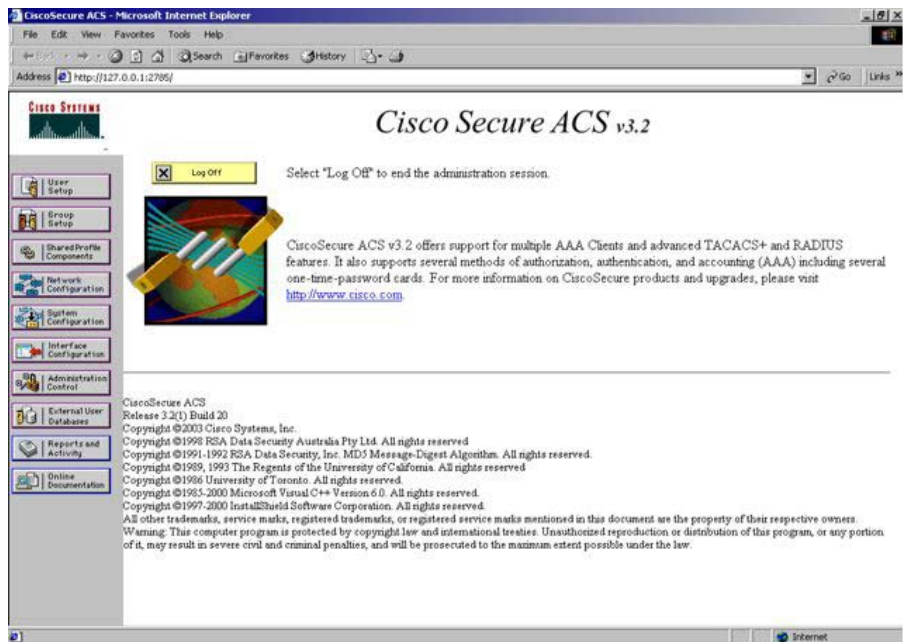 CiscoSecure ACS - Microsoft Internet Explorer
File Edit View Favorites Tools Help
Search Favorites History
Address http://127.0.0.1:2785/ Go Links »
CISCO SYSTEMS
Cisco Secure ACS v3.2
Log Off
Select "Log Off" to end the administration session.
User Setup
Group Setup
Shared Profile Components
Network Configuration
System Configuration
Interface Configuration
Administration Control
External User Databases
Reports and Activity
Online Documentation
CiscoSecure ACS v3.2 offers support for multiple AAA Clients and advanced TACACS+ and RADIUS
features. It also supports several methods of authorization, authentication, and accounting (AAA) including several
one-time-password cards. For more information on CiscoSecure products and upgrades, please visit
http://www.cisco.com.
CiscoSecure ACS
Release 3.2(1) Build 20
Copyright ©2003 Cisco Systems, Inc.
Copyright ©1998 RSA Data Security Australia Pty Ltd. All rights reserved
Copyright ©1991-1992 RSA Data Security, Inc. MD5 Message-Digest Algorithm. All rights reserved.
Copyright ©1989, 1993 The Regents of the University of California. All rights reserved
Copyright ©1986 University of Toronto. All rights reserved.
Copyright ©1985-2000 Microsoft Visual C++ Version 6.0. All rights reserved.
Copyright ©1997-2000 InstallShield Software Corporation. All rights reserved.
All other trademarks, service marks, registered trademarks, or registered service marks mentioned in this document are the property of their respective owners.
Warning: This computer program is protected by copyright law and international treaties. Unauthorized reproduction or distribution of this program, or any portion
of it, may result in severe civil and criminal penalties, and will be prosecuted to the maximum extent possible under the law.
Internet